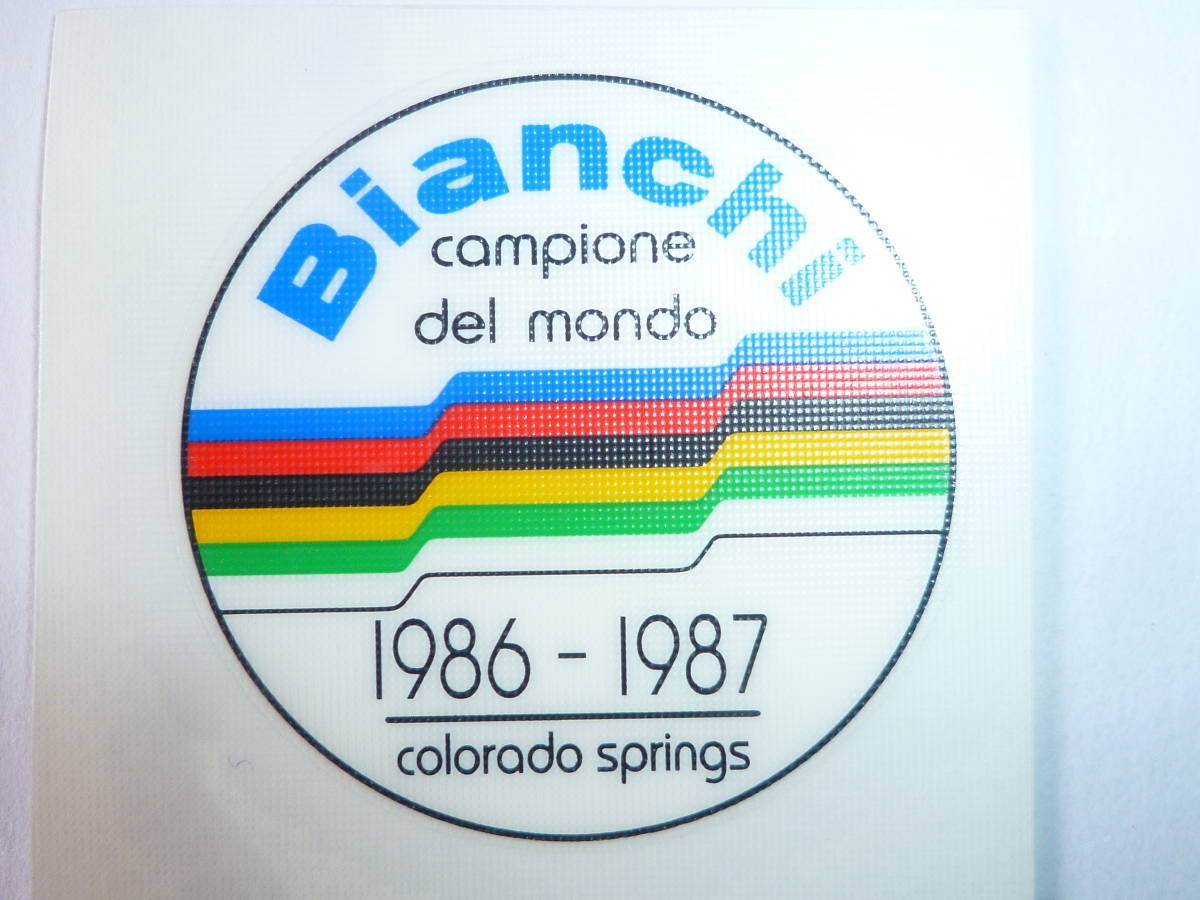 Bianchi
campione
del mondo
1986 - 1987
colorado springs